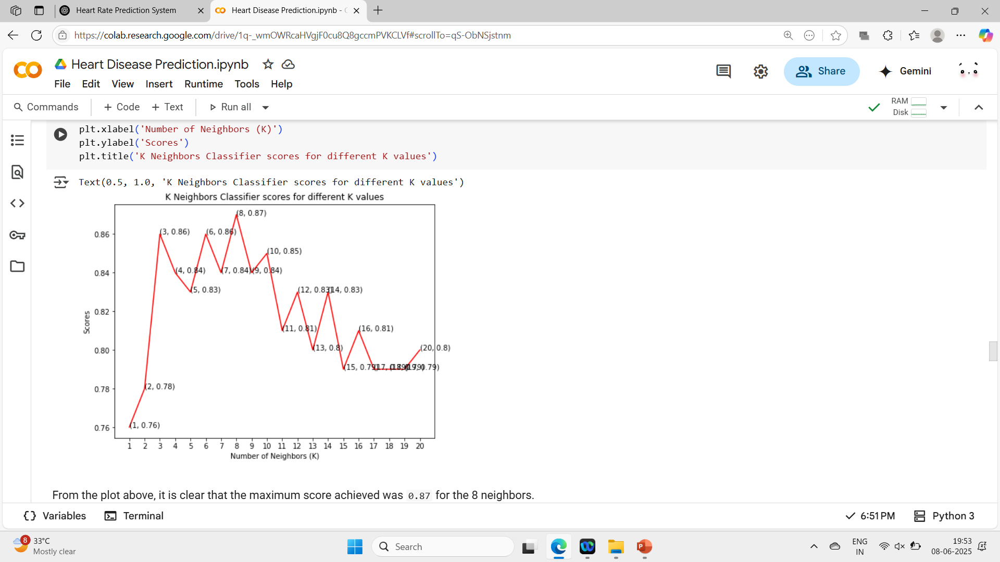 Heart Rate Prediction System
Heart Disease Prediction.ipynb -
https://colab.research.google.com/drive/1q-_wmOWRcaHVgjF0cu8Q8gccmPVKCLVf#scrollTo=qS-ObNSjstnm
Heart Disease Prediction.ipynb
File Edit View Insert Runtime Tools Help
Share
Gemini
Commands + Code + Text Run all
RAM
Disk
plt.xlabel('Number of Neighbors (K)')
plt.ylabel('Scores')
plt.title('K Neighbors Classifier scores for different K values')
Text(0.5, 1.0, 'K Neighbors Classifier scores for different K values')
K Neighbors Classifier scores for different K values
(8, 0.87)
0.86 (3, 0.86) (6, 0.86)
(10, 0.85)
0.84 (4, 0.84) (7, 0.84) (9, 0.84)
(5, 0.83) (12, 0.83) (14, 0.83)
Scores
0.82
(11, 0.81) (16, 0.81)
0.80 (13, 0.8) (20, 0.8)
(15, 0.79) (17, 0.79)
0.78 (2, 0.78)
0.76 (1, 0.76)
1 2 3 4 5 6 7 8 9 10 11 12 13 14 15 16 17 18 19 20
Number of Neighbors (K)
From the plot above, it is clear that the maximum score achieved was 0.87 for the 8 neighbors.
{} Variables Terminal
6:51 PM Python 3
8
33°C
Mostly clear
Search
P
ENG
IN
19:53
08-06-2025